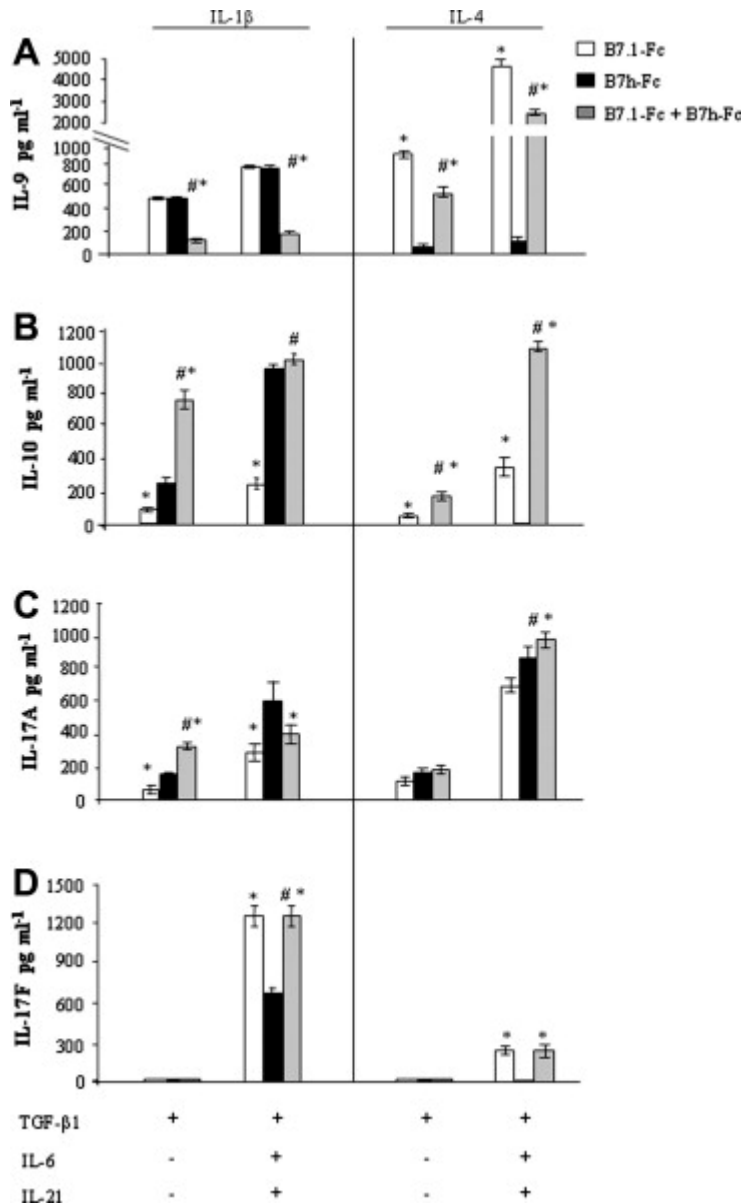 IL-1β IL-4
B7.1-Fc
B7h-Fc
B7.1-Fc + B7h-Fc
A
IL-9 pg ml-1
5000
4000
3000
2000
1000
800
600
400
200
0
#* #* * #* * #*
B
IL-10 pg ml-1
1200
1000
800
600
400
200
0
* #* * # * # * * # *
C
IL-17A pg ml-1
1200
1000
800
600
400
200
0
* #* * * # *
D
IL-17F pg ml-1
1500
1200
900
600
300
0
* # * * *
TGF-β1 + + + +
IL-6 - + - +
IL-21 - + - +